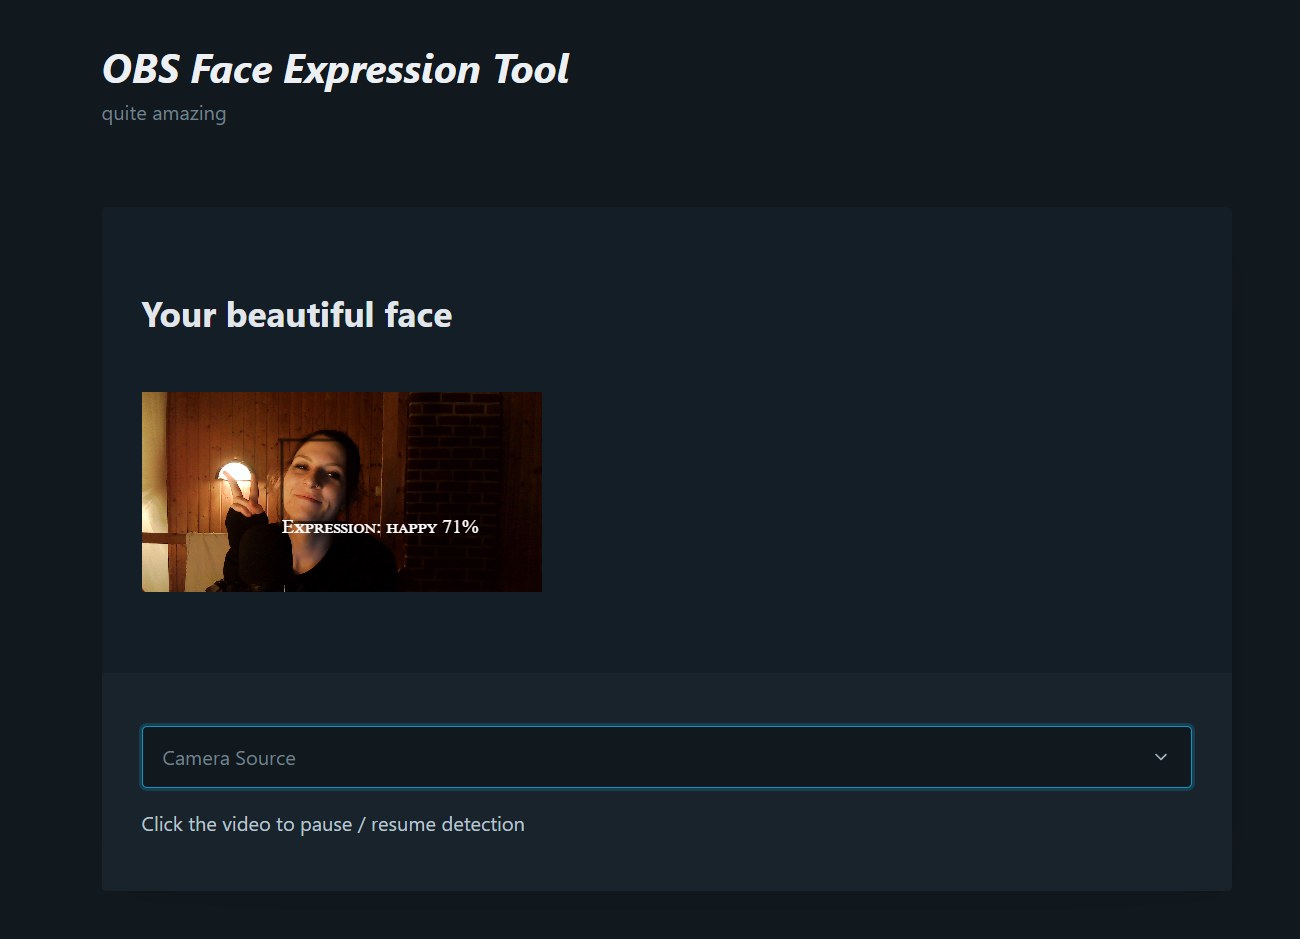 OBS Face Expression Tool
quite amazing
Your beautiful face
Expression: happy 71%
Camera Source
Click the video to pause / resume detection